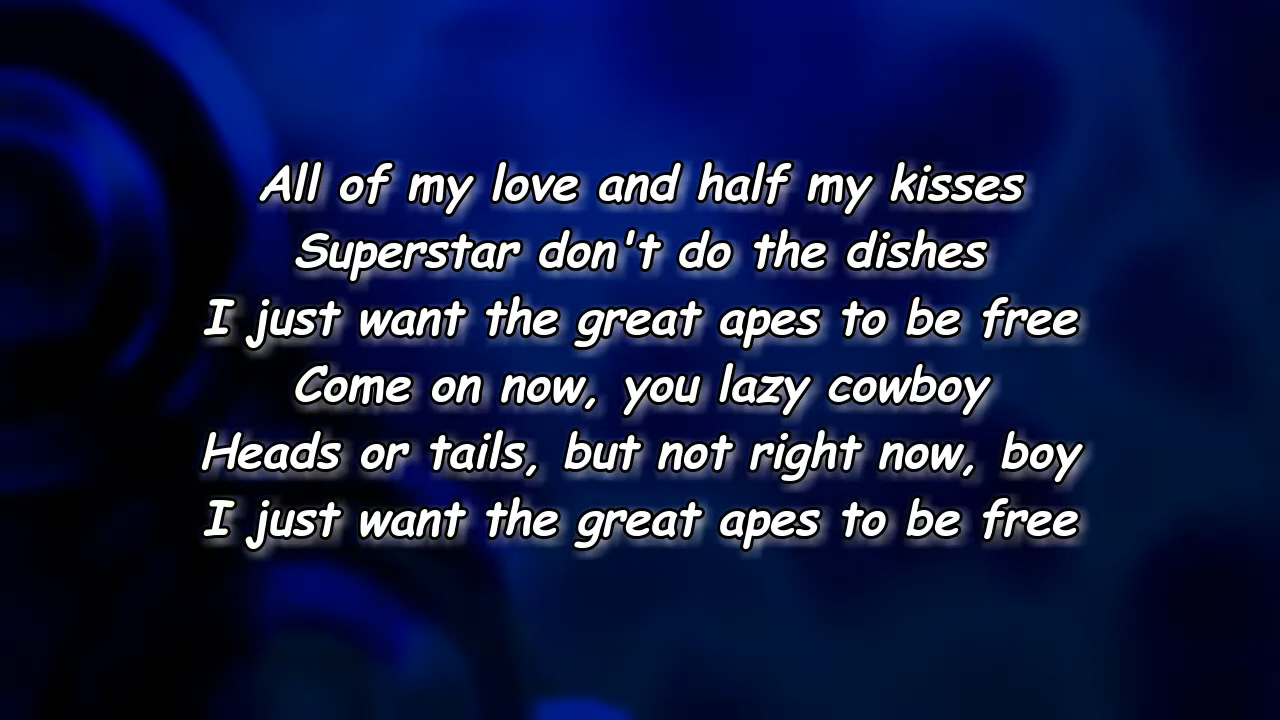 All of my love and half my kisses
Superstar don't do the dishes
I just want the great apes to be free
Come on now, you lazy cowboy
Heads or tails, but not right now, boy
I just want the great apes to be free